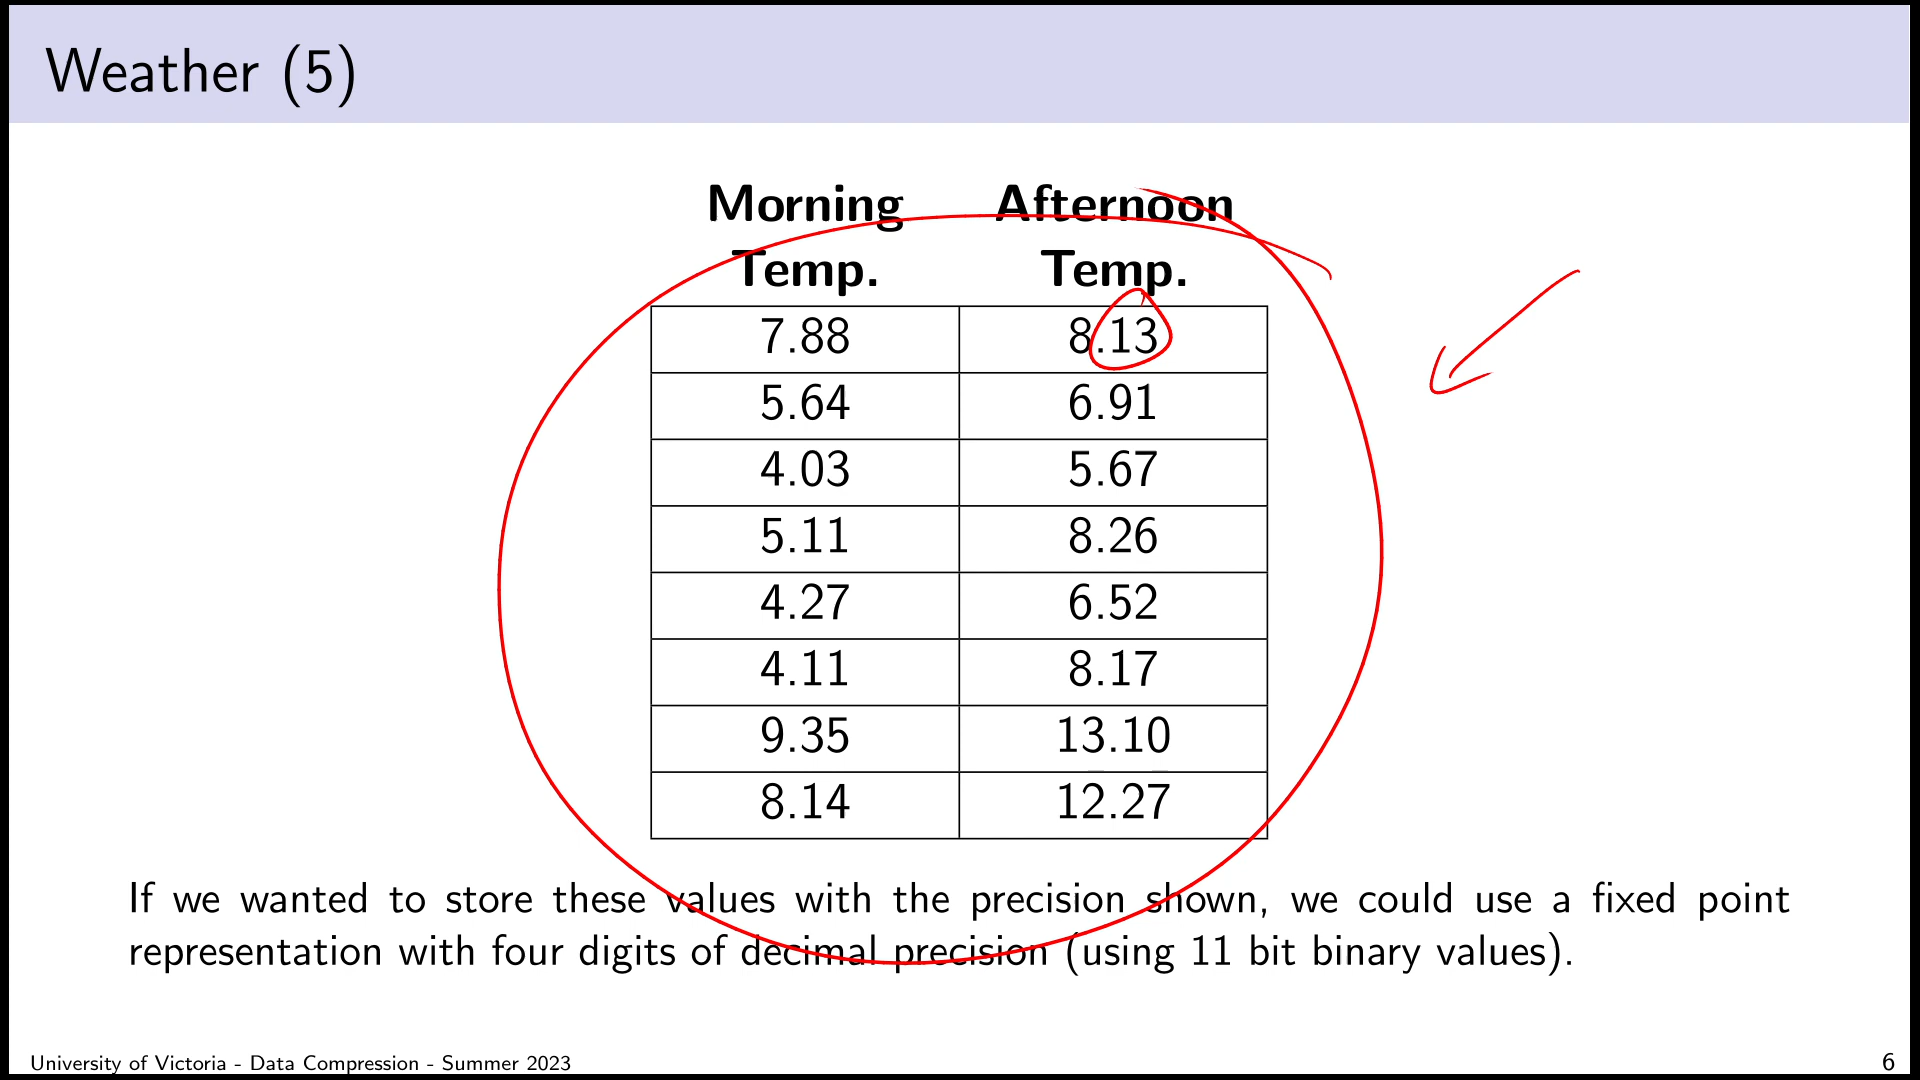 Weather (5)
Morning Afternoon
Temp. Temp.
7.88 8.13
5.64 6.91
4.03 5.67
5.11 8.26
4.27 6.52
4.11 8.17
9.35 13.10
8.14 12.27
If we wanted to store these values with the precision shown, we could use a fixed point
representation with four digits of decimal precision (using 11 bit binary values).
University of Victoria - Data Compression - Summer 2023 6